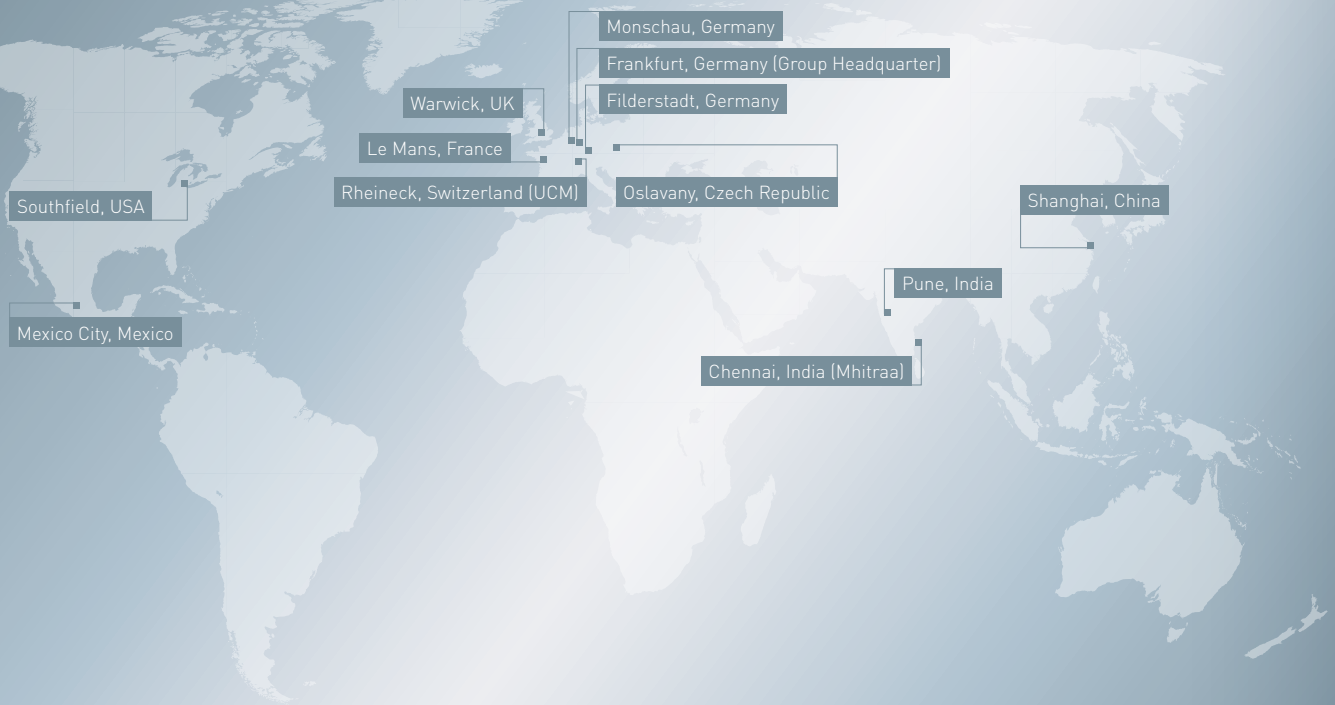 Monschau, Germany
Frankfurt, Germany (Group Headquarter)
Filderstadt, Germany
Warwick, UK
Le Mans, France
Rheineck, Switzerland (UCM)
Oslavany, Czech Republic
Southfield, USA
Shanghai, China
Pune, India
Mexico City, Mexico
Chennai, India (Mhitraa)